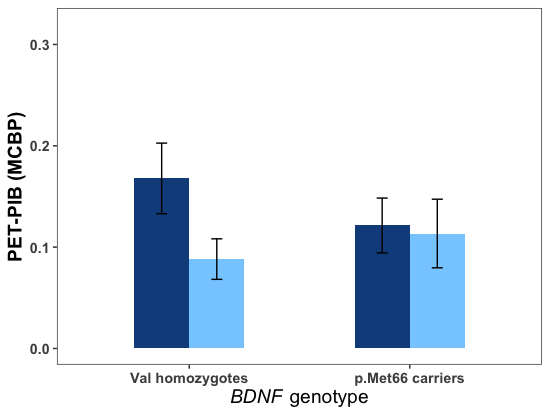 PET-PIB (MCBP)
0.3
0.2
0.1
0.0
Val homozygotes p.Met66 carriers
BDNF genotype